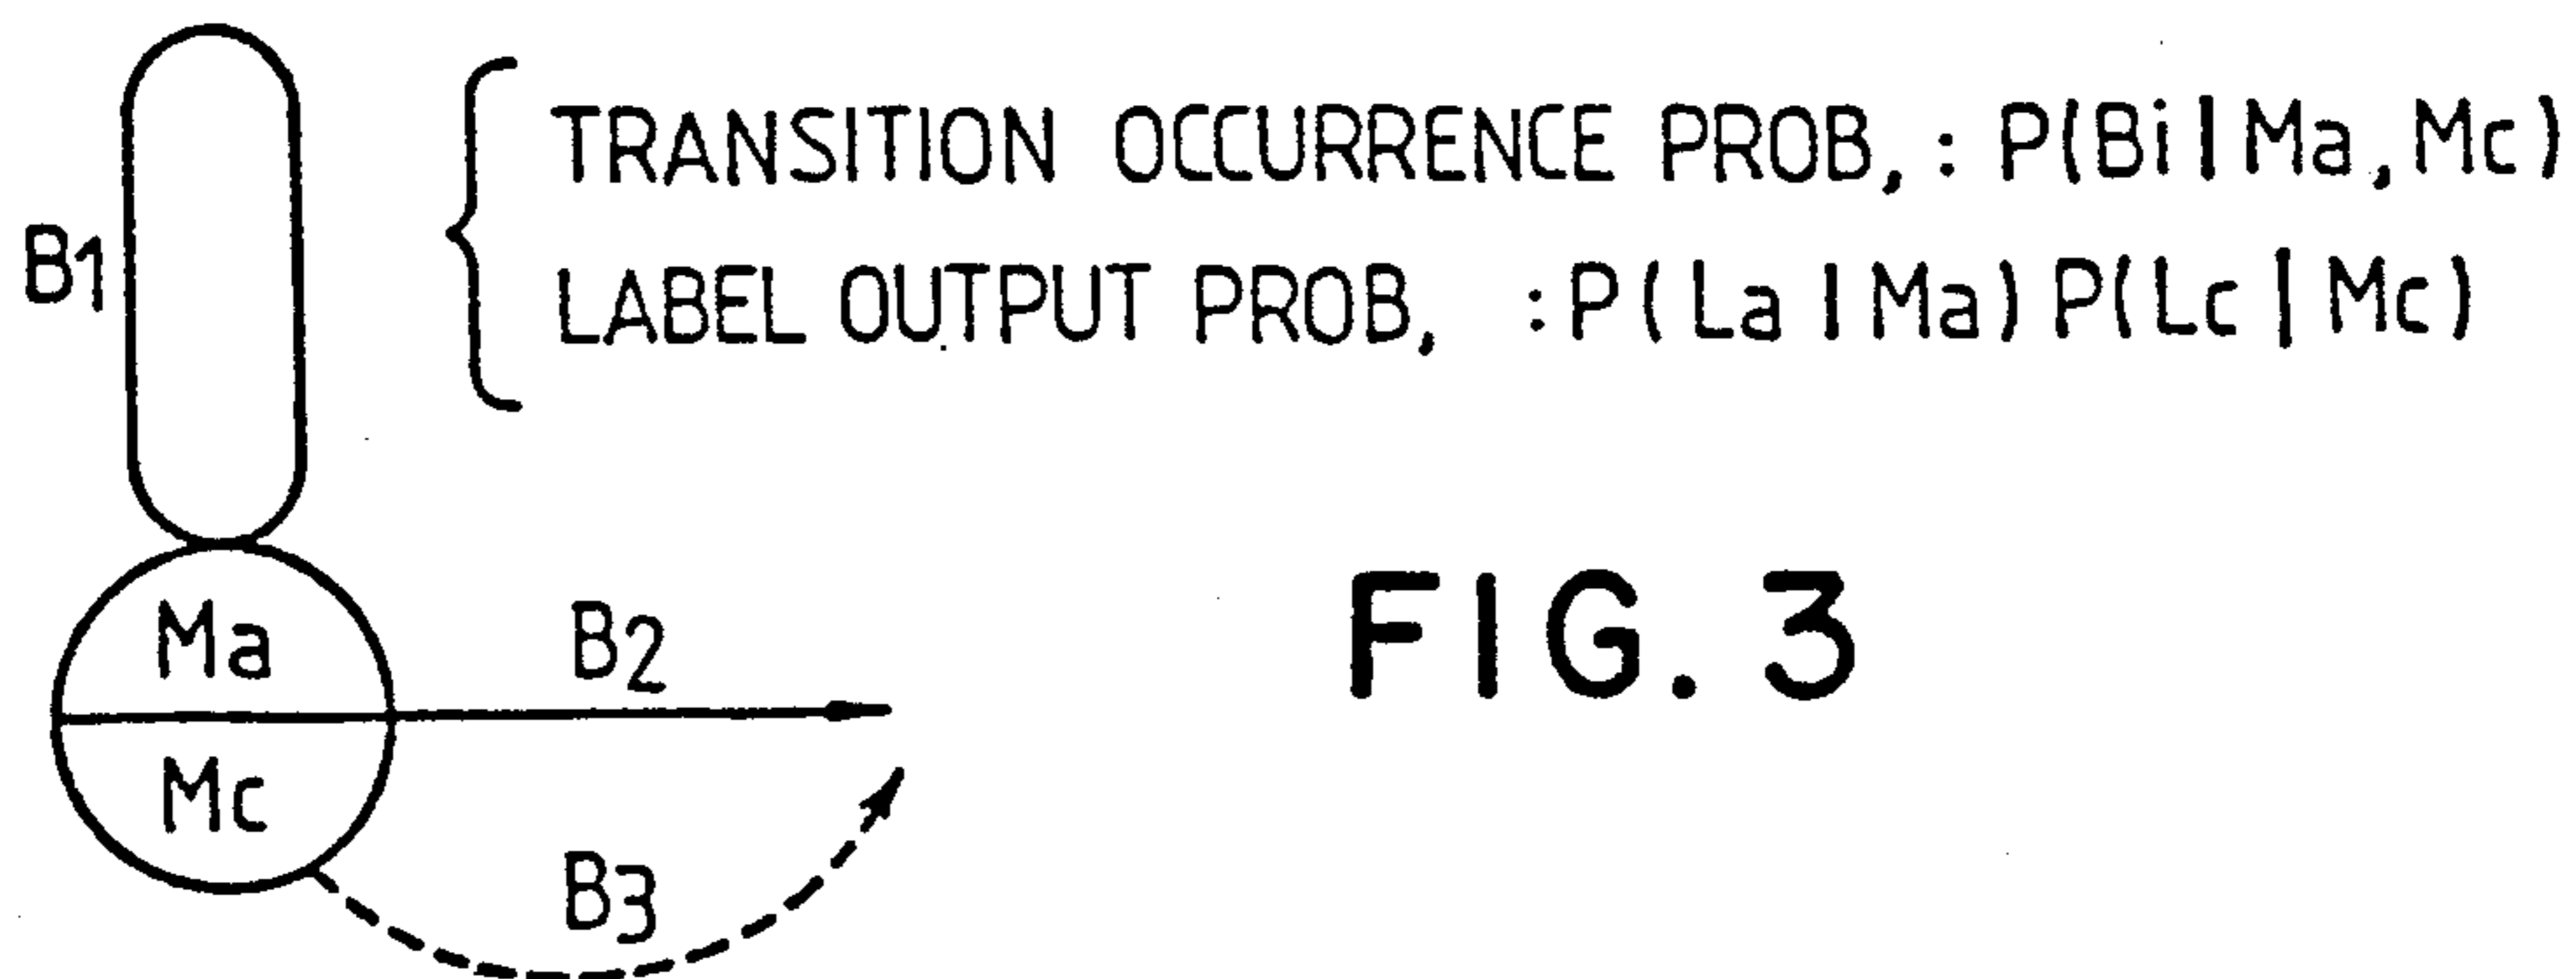 TRANSITION OCCURRENCE PROB, : P(Bi | Ma, Mc)
B1
LABEL OUTPUT PROB, : P(La | Ma) P(Lc | Mc)
FIG. 3
Ma
B2
Mc
B3